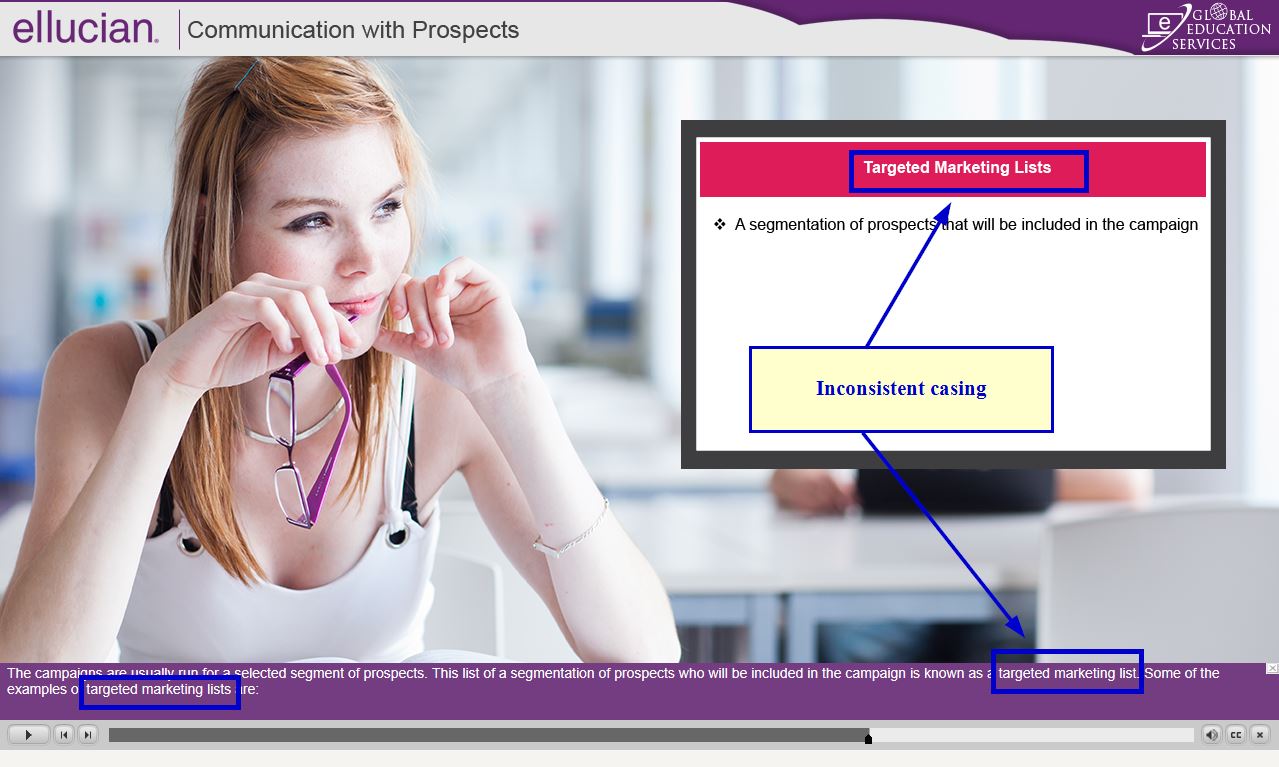 ellucian.
Communication with Prospects
e GLOBAL
EDUCATION
SERVICES
Targeted Marketing Lists
❖ A segmentation of prospects that will be included in the campaign
Inconsistent casing
The campaigns are usually run for a selected segment of prospects. This list of a segmentation of prospects who will be included in the campaign is known as a targeted marketing list. Some of the
examples of targeted marketing lists are:
CC